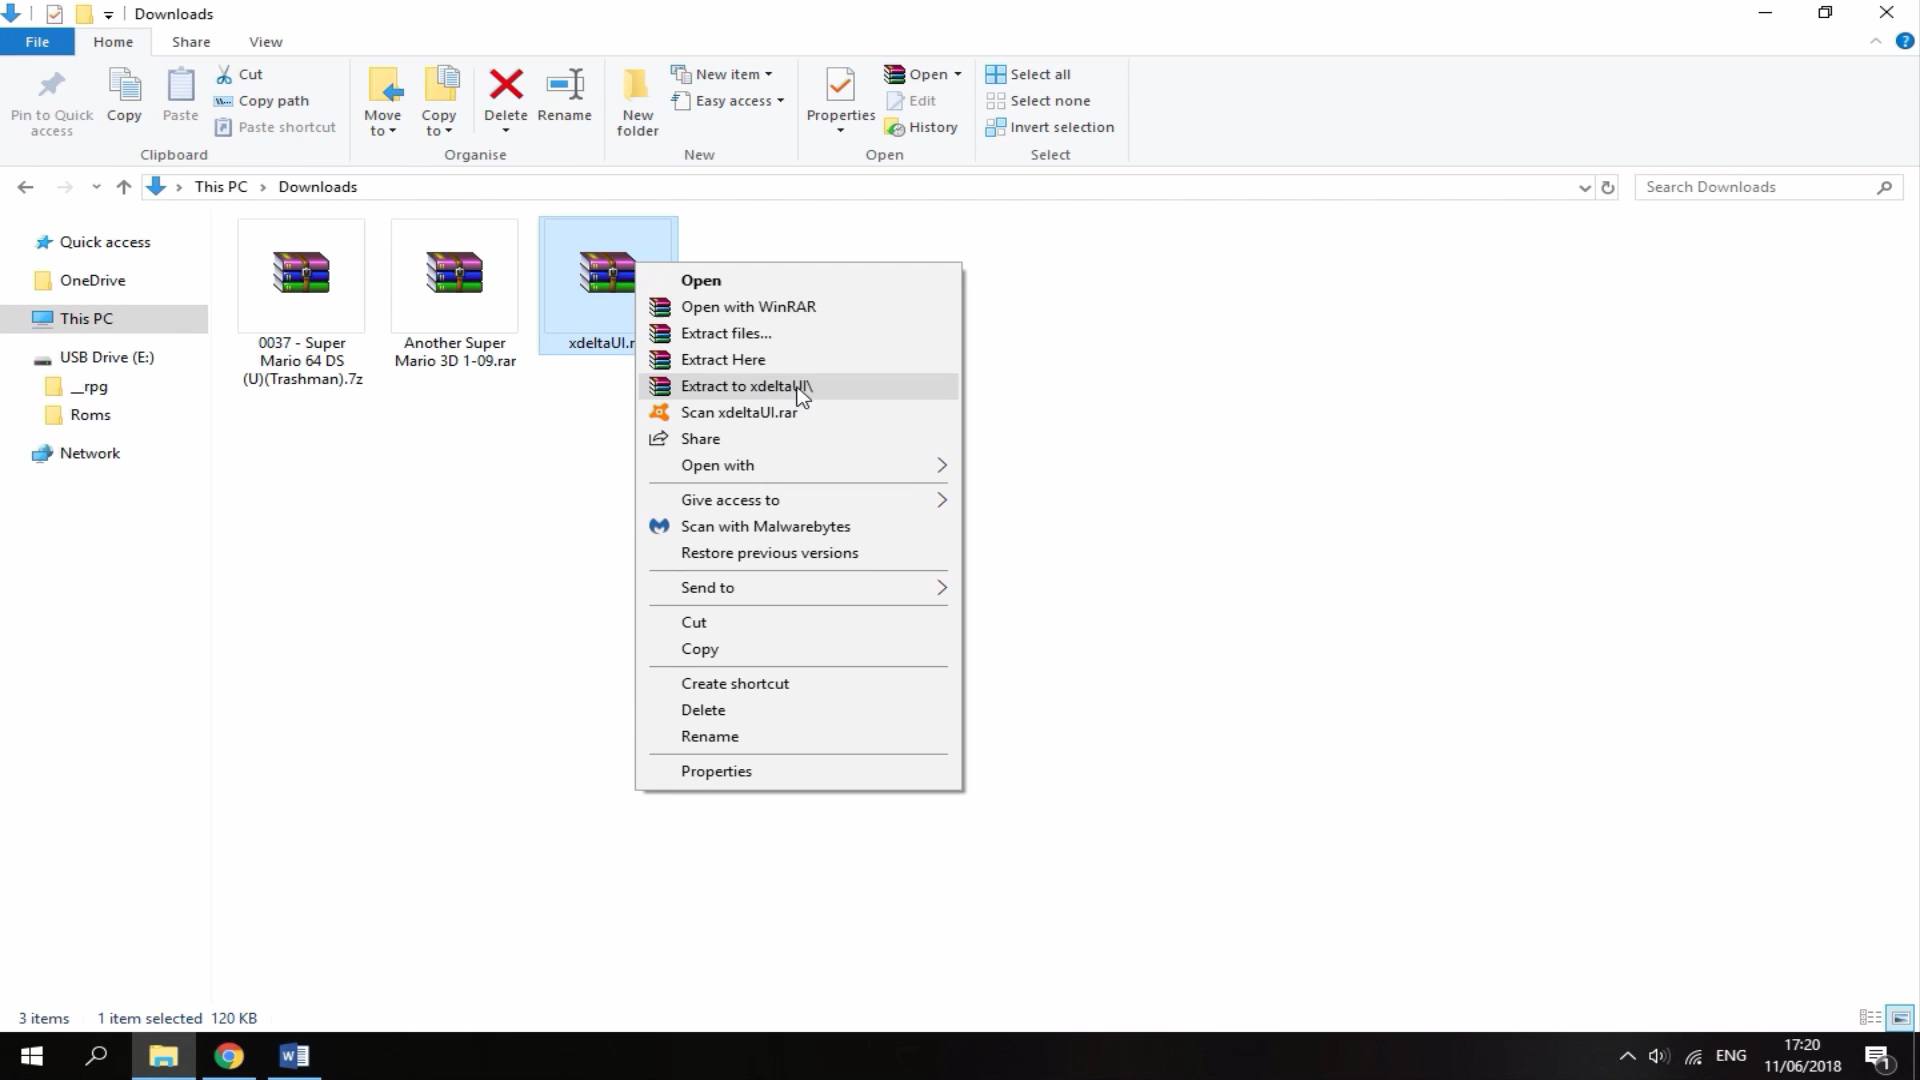 Downloads
File Home Share View
Pin to Quick access
Copy
Paste
Cut
Copy path
Paste shortcut
Clipboard
Move to
Copy to
Delete
Rename
Organise
New folder
New item
Easy access
New
Properties
Open
Edit
History
Open
Select all
Select none
Invert selection
Select
This PC Downloads
Search Downloads
Quick access
OneDrive
This PC
USB Drive (E:)
__rpg
Roms
Network
0037 - Super
Mario 64 DS
(U)(Trashman).7z
Another Super
Mario 3D 1-09.rar
xdeltaUI.r
Open
Open with WinRAR
Extract files...
Extract Here
Extract to xdeltaUI\
Scan xdeltaUI.rar
Share
Open with
Give access to
Scan with Malwarebytes
Restore previous versions
Send to
Cut
Copy
Create shortcut
Delete
Rename
Properties
3 items 1 item selected 120 KB
ENG
17:20
11/06/2018
1